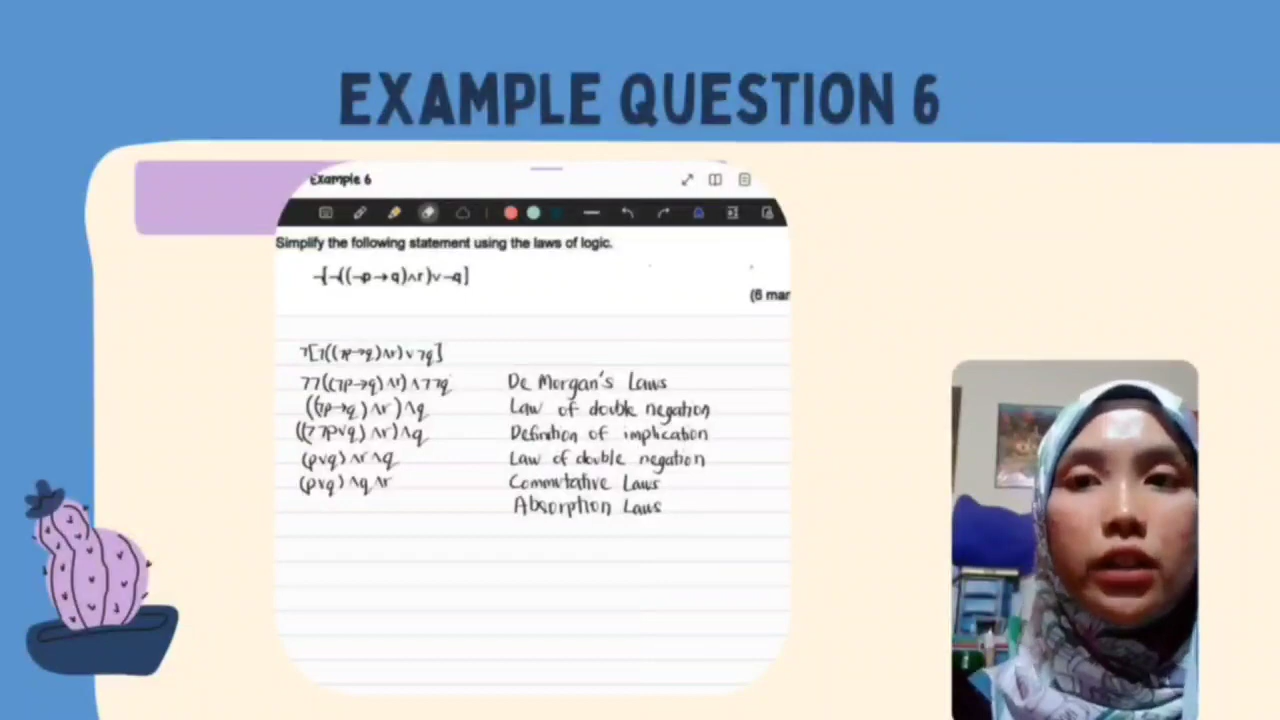 EXAMPLE QUESTION 6
Example 6
Simplify the following statement using the laws of logic.
¬[¬((¬p→q)∧r)∨¬q]
(6 mar
¬[¬((¬p→q)∧r)∨¬q]
¬¬((¬p→q)∧r)∧¬¬q De Morgan's Laws
((¬p→q)∧r)∧q Law of double negation
((¬¬p∨q)∧r)∧q Definition of implication
(p∨q)∧r∧q Law of double negation
(p∨q)∧q∧r Commutative Laws
Absorption Laws